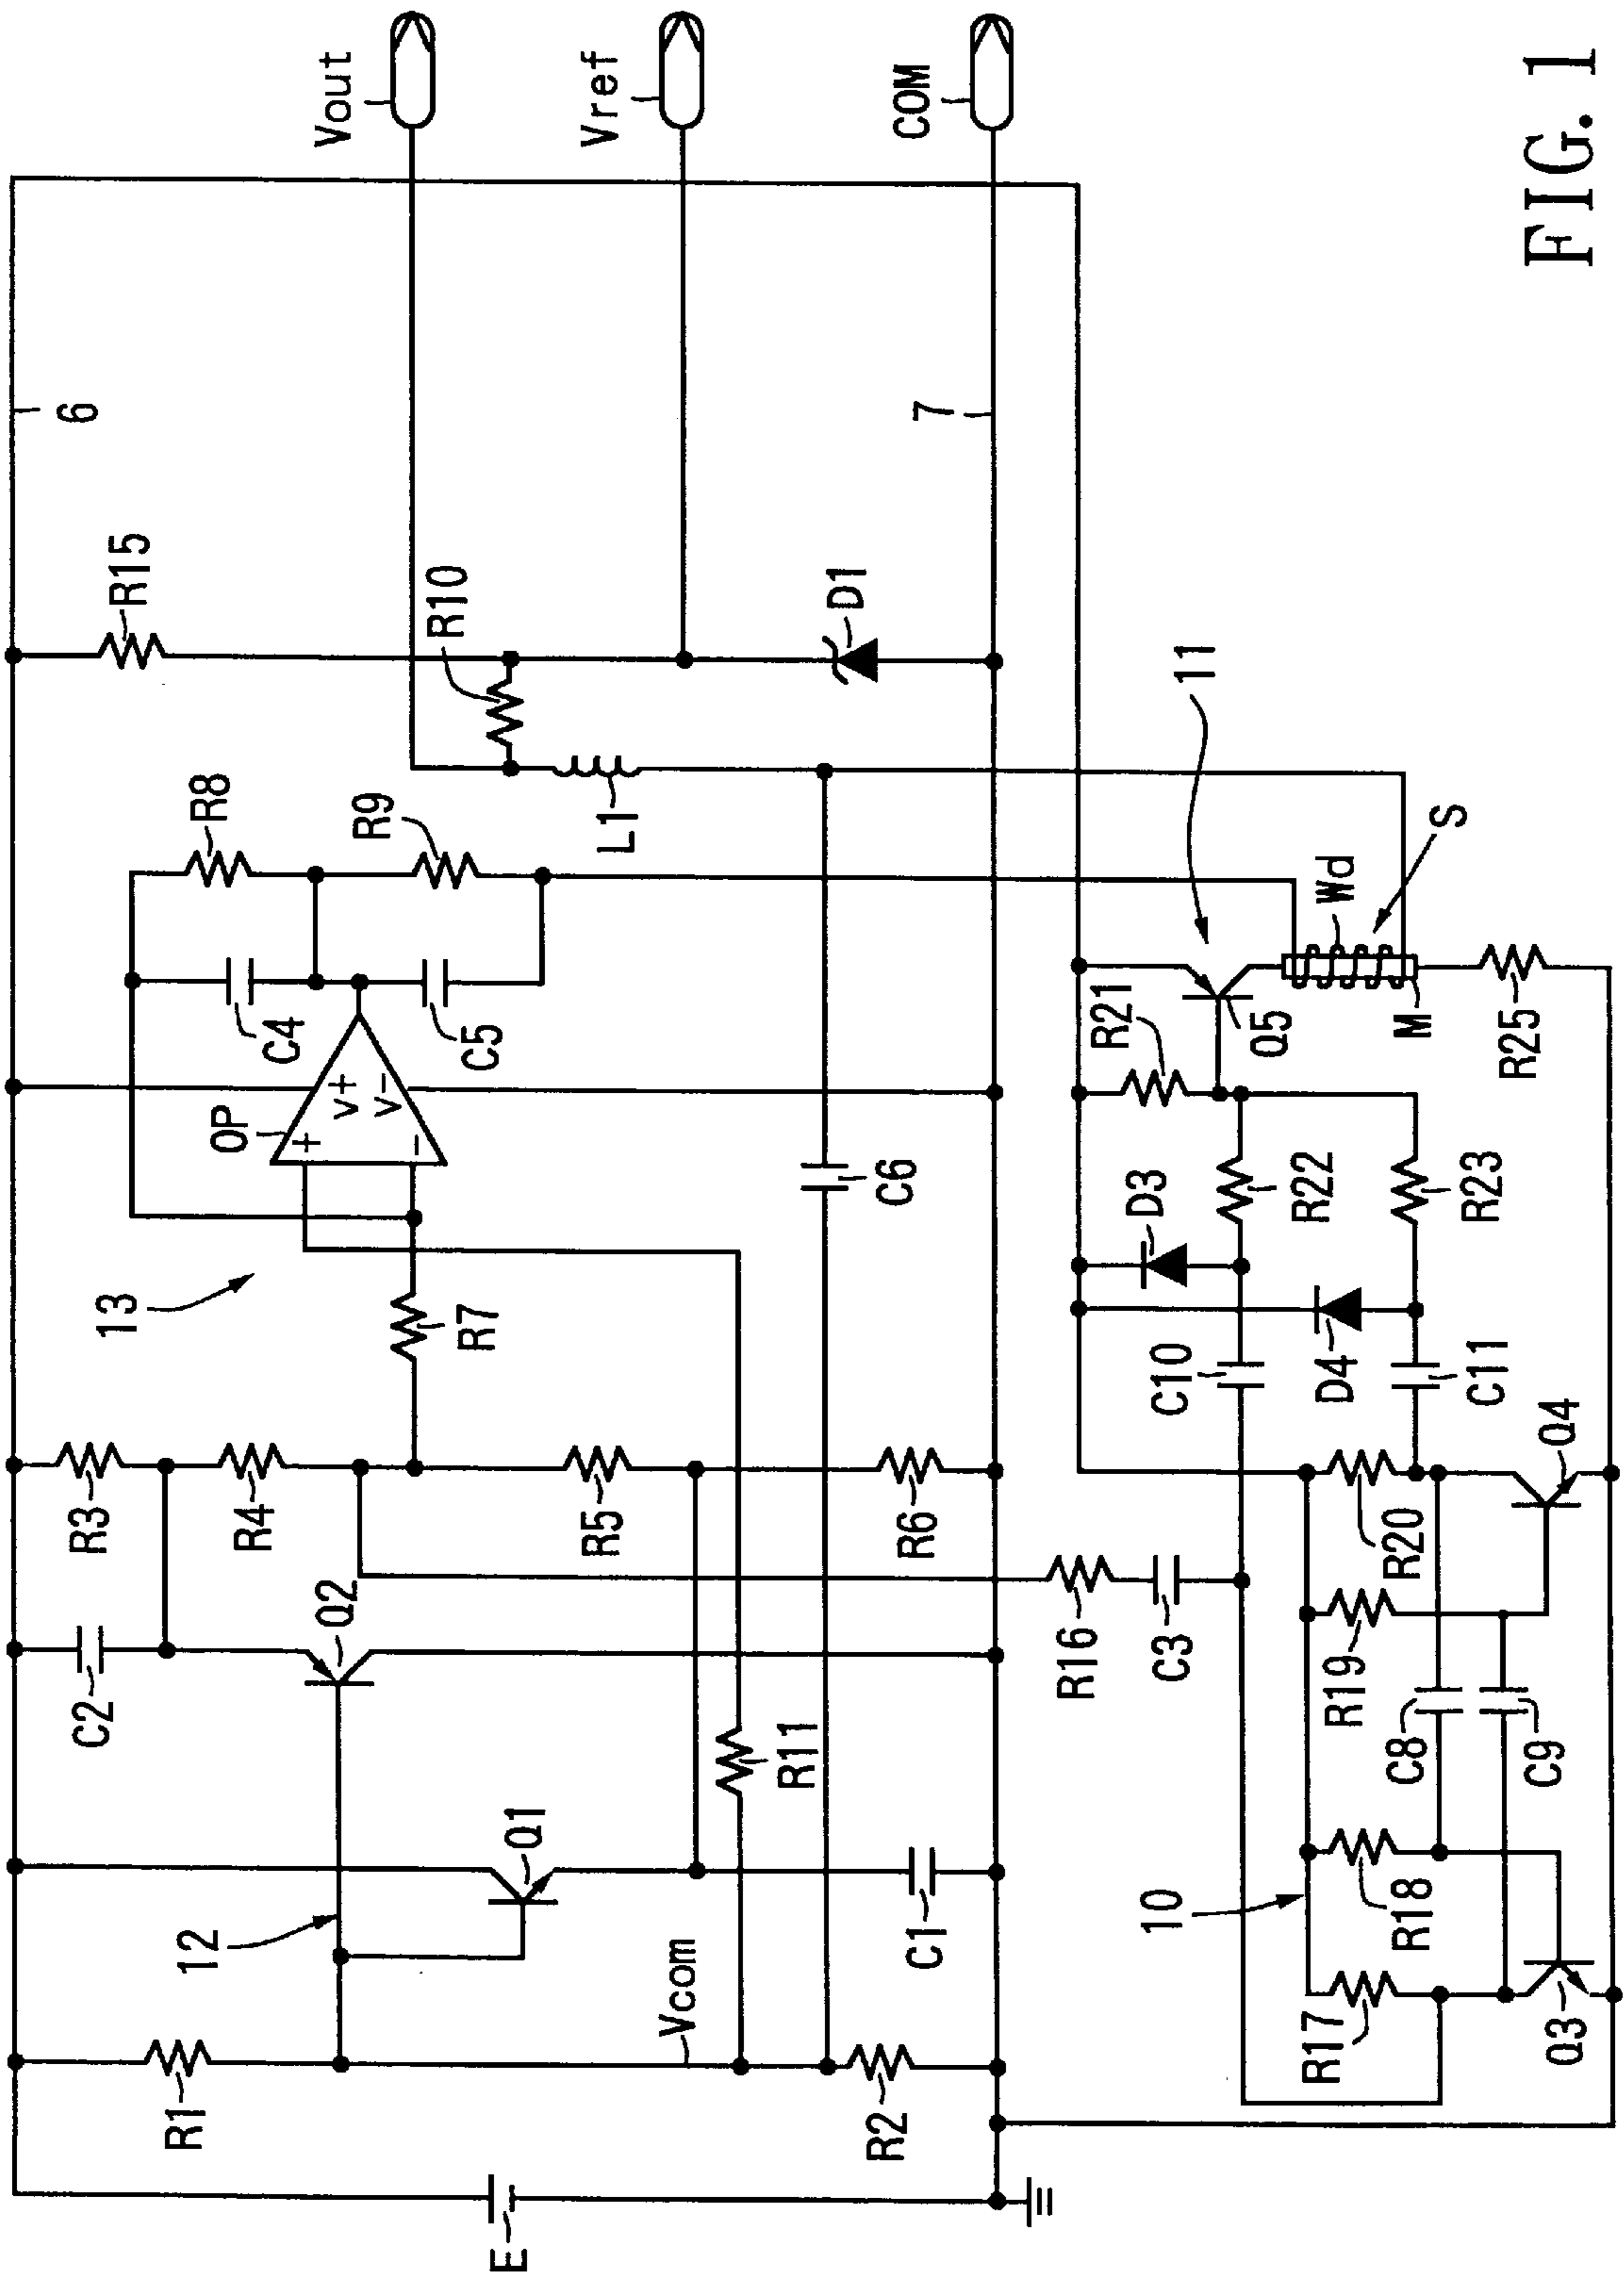 Vout
6
R15
R8
Vref
R10
R9
C4
OP
+
V+
V-
-
C5
L1
13
R3
R4
R7
D1
COM
7
C2
Q2
R5
C6
R6
12
Q1
R11
R1
Vcom
C1
R2
E
11
R21
Q5
Wd
S
M
R25
D3
R22
R23
C10
D4
C11
R16
C3
R20
Q4
R19
C8
C9
10
R18
R17
Q3
FIG. 1